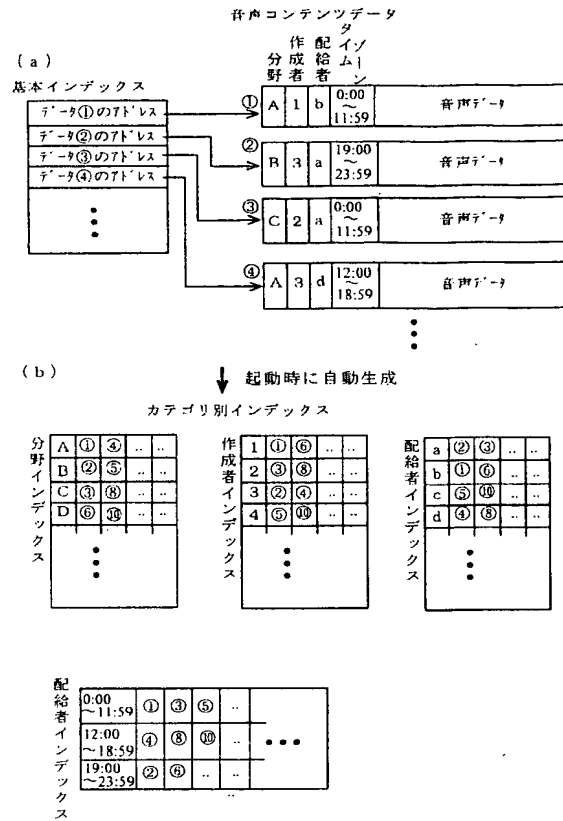 音声コンテンツデータ
(a)
分野
作成者
配給者
タイムゾーン
基本インデックス
データ①のアドレス
データ②のアドレス
データ③のアドレス
データ④のアドレス
① A 1 b 0:00〜11:59 音声データ
② B 3 a 19:00〜23:59 音声データ
③ C 2 a 0:00〜11:59 音声データ
④ A 3 d 12:00〜18:59 音声データ
(b)
起動時に自動生成
カテゴリ別インデックス
分野インデックス
A ① ④ ‥ ‥
B ② ⑤ ‥ ‥
C ③ ⑧ ‥ ‥
D ⑥ ⑩ ‥ ‥
作成者インデックス
1 ① ⑥ ‥ ‥
2 ③ ⑧ ‥ ‥
3 ② ④ ‥ ‥
4 ⑤ ⑩ ‥ ‥
配給者インデックス
a ② ③ ‥ ‥
b ① ⑥ ‥ ‥
c ⑤ ⑩ ‥ ‥
d ④ ⑧ ‥ ‥
配給者インデックス
0:00〜11:59 ① ③ ⑤ ‥
12:00〜18:59 ④ ⑧ ⑩ ‥
19:00〜23:59 ② ⑥ ‥ ‥